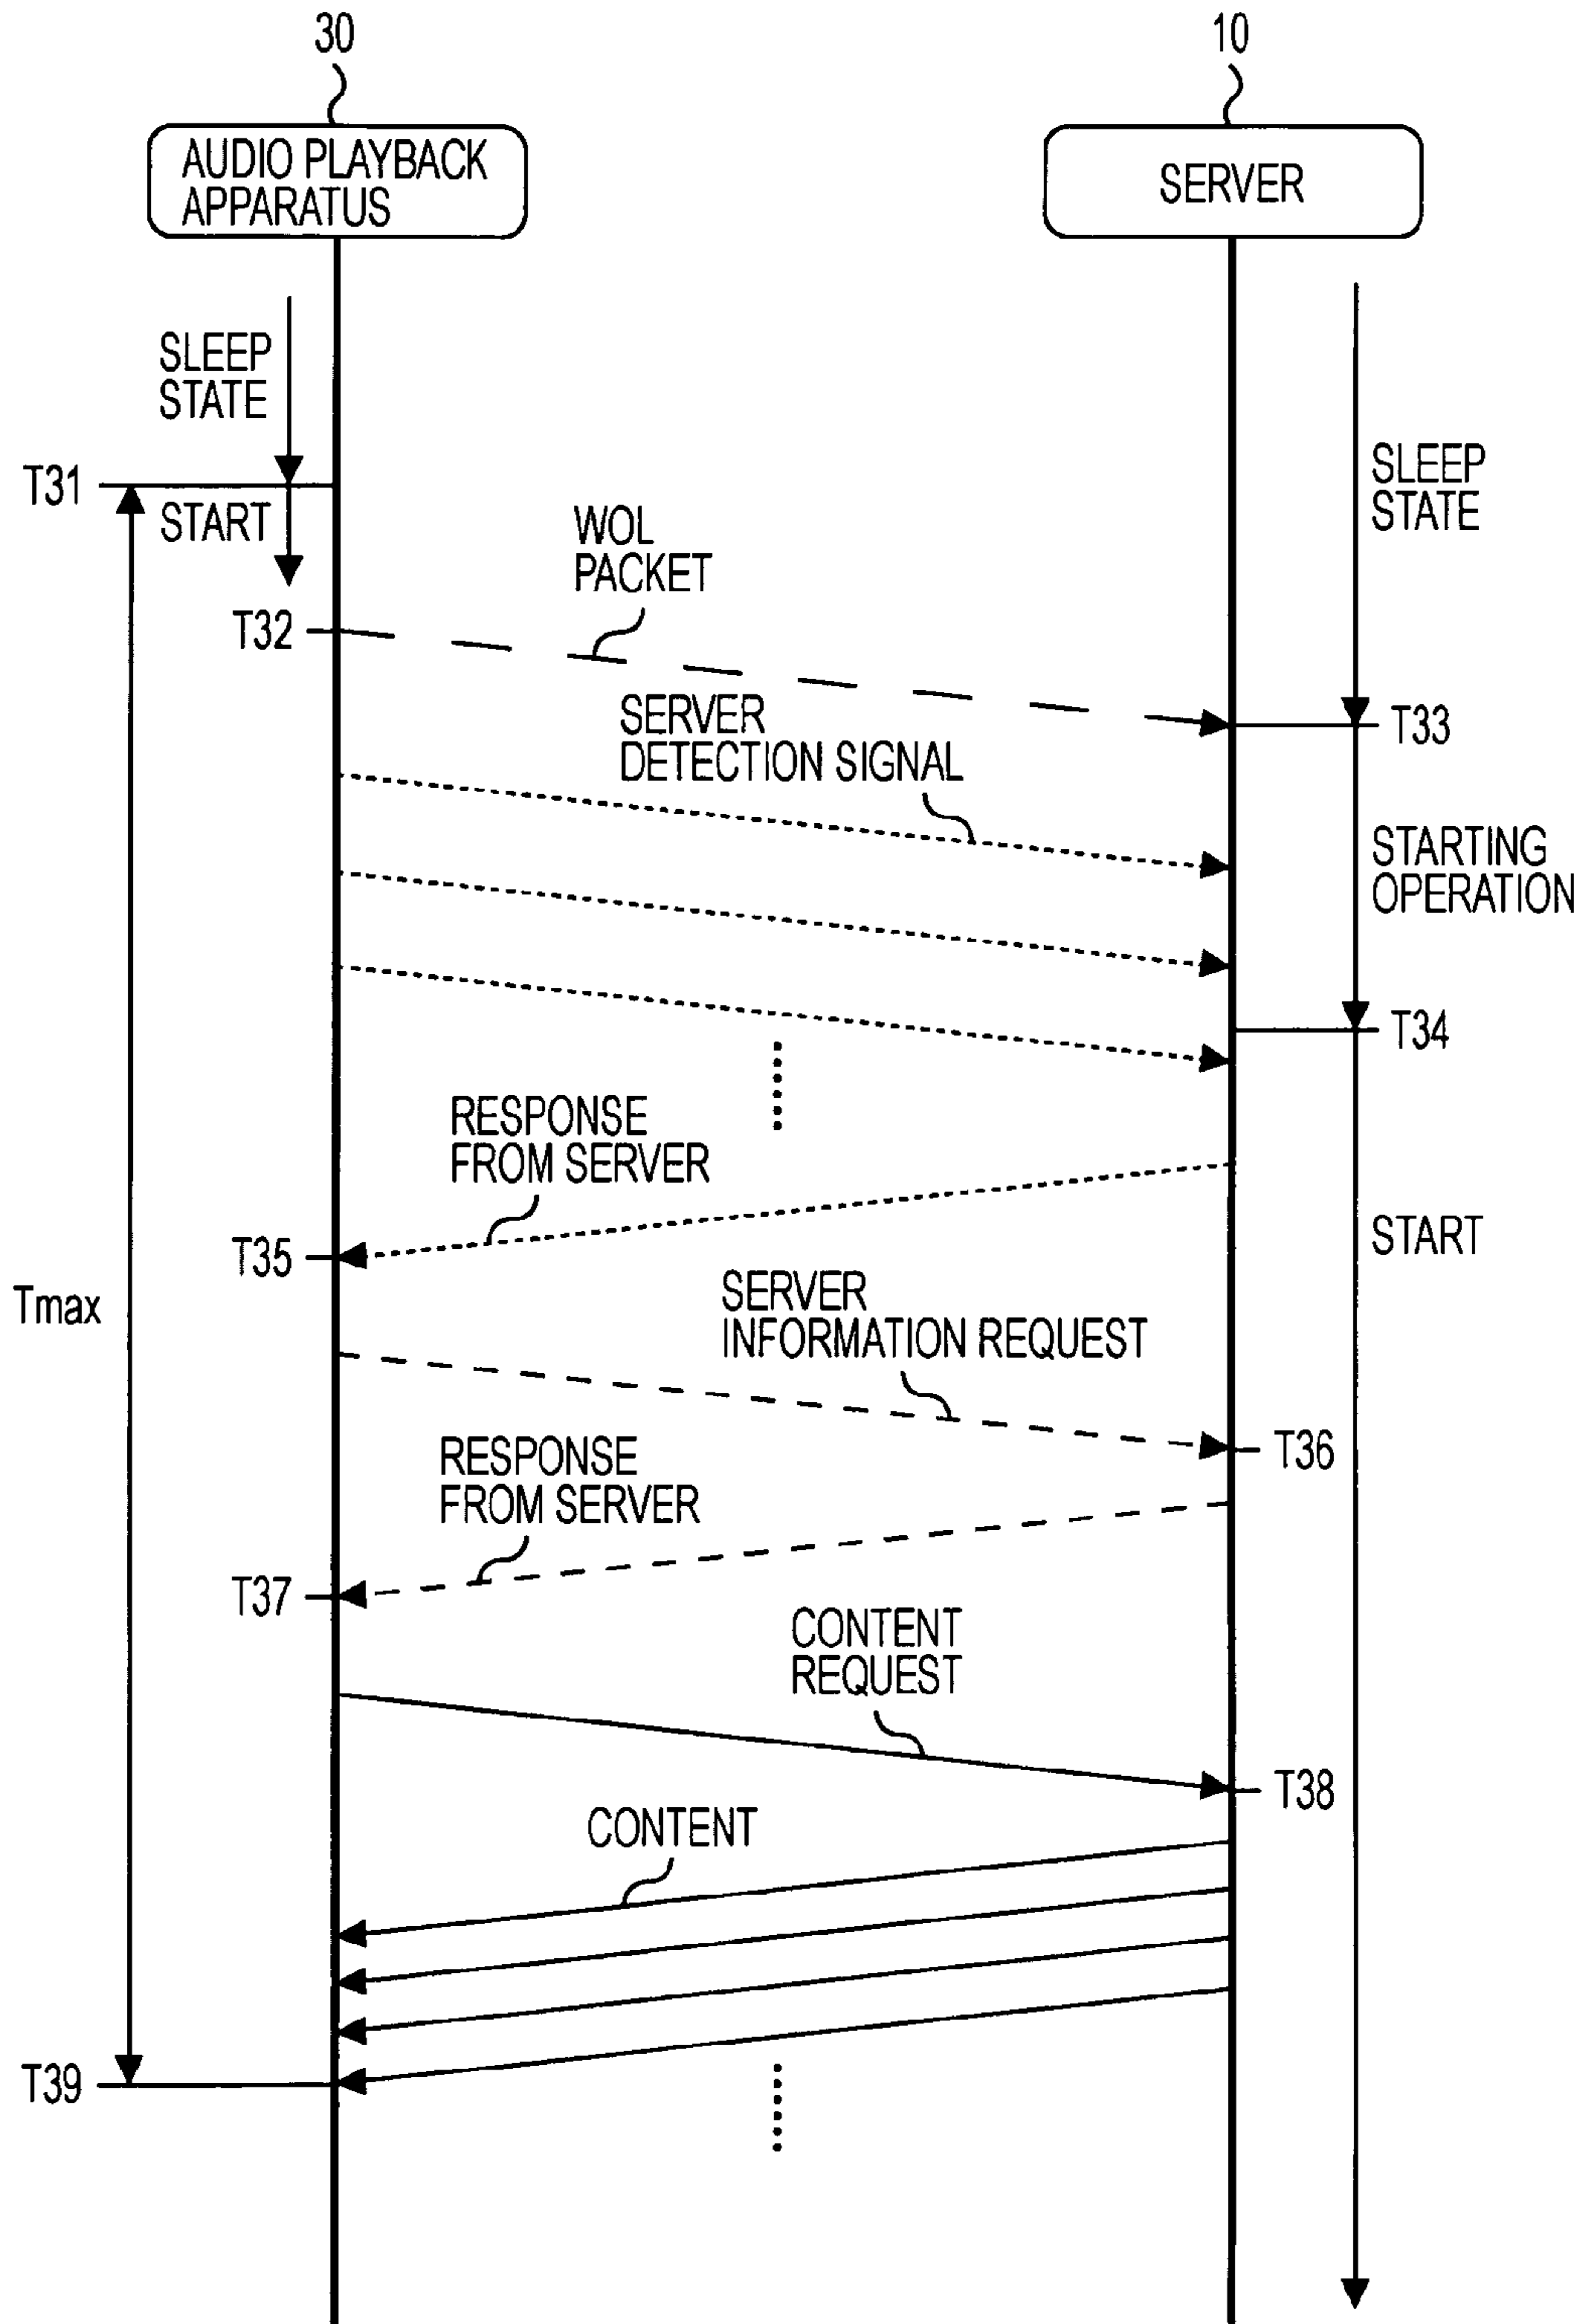 30
10
AUDIO PLAYBACK
APPARATUS
SERVER
SLEEP
STATE
T31
START
SLEEP
STATE
WOL
PACKET
T32
SERVER
DETECTION SIGNAL
T33
STARTING
OPERATION
T34
RESPONSE
FROM SERVER
START
T35
Tmax
SERVER
INFORMATION REQUEST
T36
RESPONSE
FROM SERVER
T37
CONTENT
REQUEST
T38
CONTENT
T39